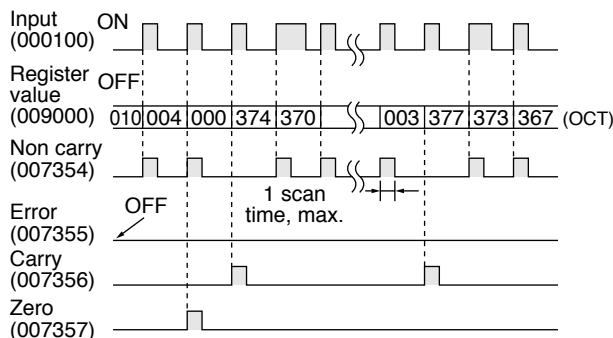 Input ON
(000100)
Register OFF
value
(009000) 010 004 000 374 370 003 377 373 367 (OCT)
Non carry
(007354)
1 scan
time, max.
Error OFF
(007355)
Carry
(007356)
Zero
(007357)